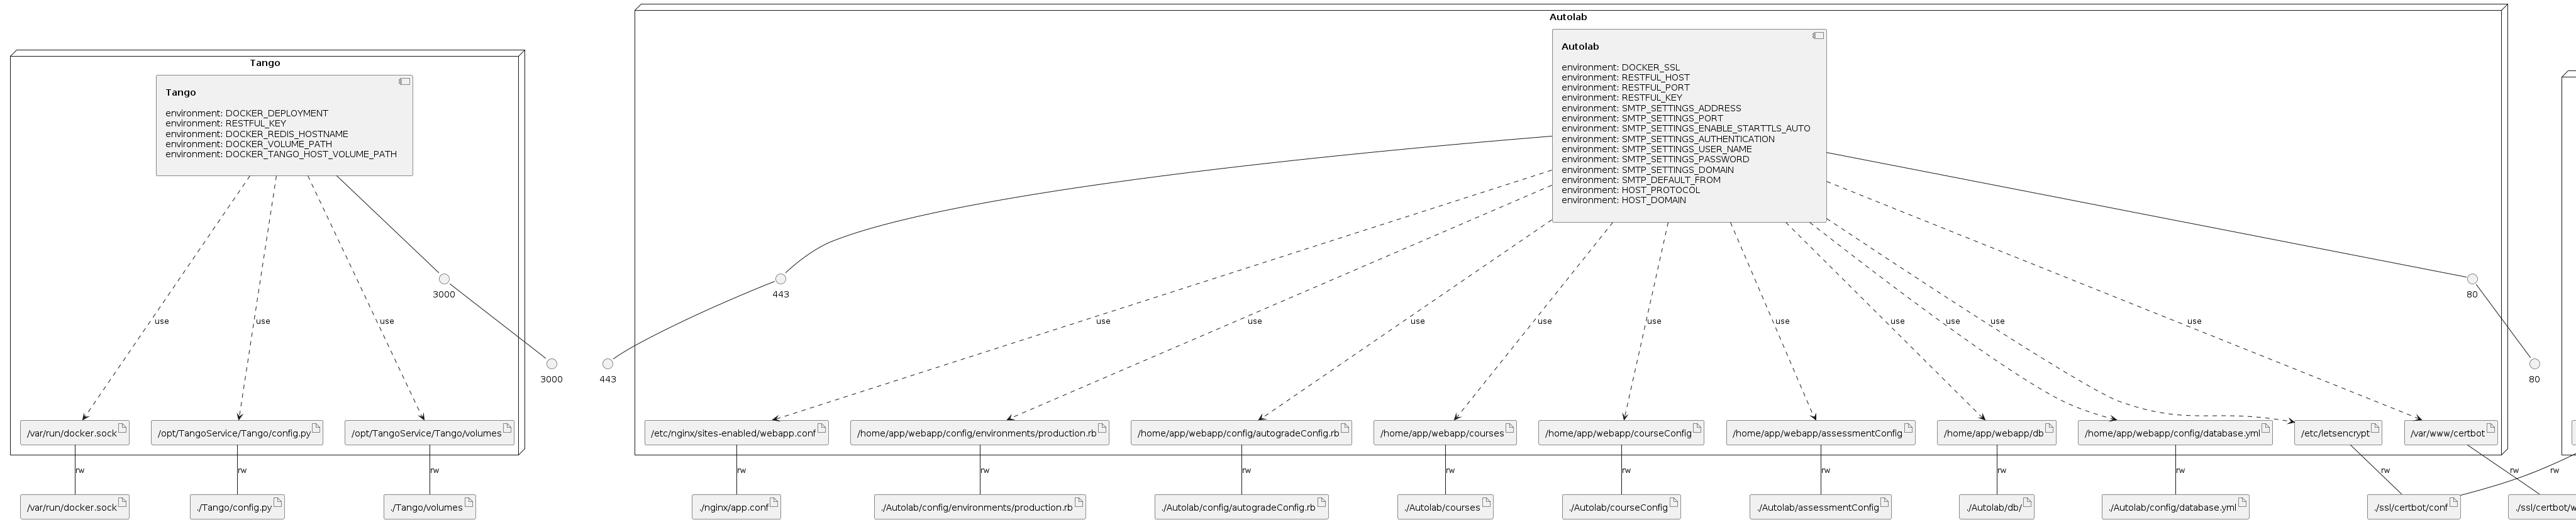 Tango
Tango
environment: DOCKER_DEPLOYMENT
environment: RESTFUL_KEY
environment: DOCKER_REDIS_HOSTNAME
environment: DOCKER_VOLUME_PATH
environment: DOCKER_TANGO_HOST_VOLUME_PATH
3000
use
use
use
3000
/var/run/docker.sock
/opt/TangoService/Tango/config.py
/opt/TangoService/Tango/volumes
rw
rw
rw
/var/run/docker.sock
./Tango/config.py
./Tango/volumes
Autolab
Autolab
environment: DOCKER_SSL
environment: RESTFUL_HOST
environment: RESTFUL_PORT
environment: RESTFUL_KEY
environment: SMTP_SETTINGS_ADDRESS
environment: SMTP_SETTINGS_PORT
environment: SMTP_SETTINGS_ENABLE_STARTTLS_AUTO
environment: SMTP_SETTINGS_AUTHENTICATION
environment: SMTP_SETTINGS_USER_NAME
environment: SMTP_SETTINGS_PASSWORD
environment: SMTP_SETTINGS_DOMAIN
environment: SMTP_DEFAULT_FROM
environment: HOST_PROTOCOL
environment: HOST_DOMAIN
443
80
use
use
use
use
use
use
use
use
use
use
443
80
/etc/nginx/sites-enabled/webapp.conf
/home/app/webapp/config/environments/production.rb
/home/app/webapp/config/autogradeConfig.rb
/home/app/webapp/courses
/home/app/webapp/courseConfig
/home/app/webapp/assessmentConfig
/home/app/webapp/db
/home/app/webapp/config/database.yml
/etc/letsencrypt
/var/www/certbot
rw
rw
rw
rw
rw
rw
rw
rw
rw
rw
rw
./nginx/app.conf
./Autolab/config/environments/production.rb
./Autolab/config/autogradeConfig.rb
./Autolab/courses
./Autolab/courseConfig
./Autolab/assessmentConfig
./Autolab/db/
./Autolab/config/database.yml
./ssl/certbot/conf
./ssl/certbot/